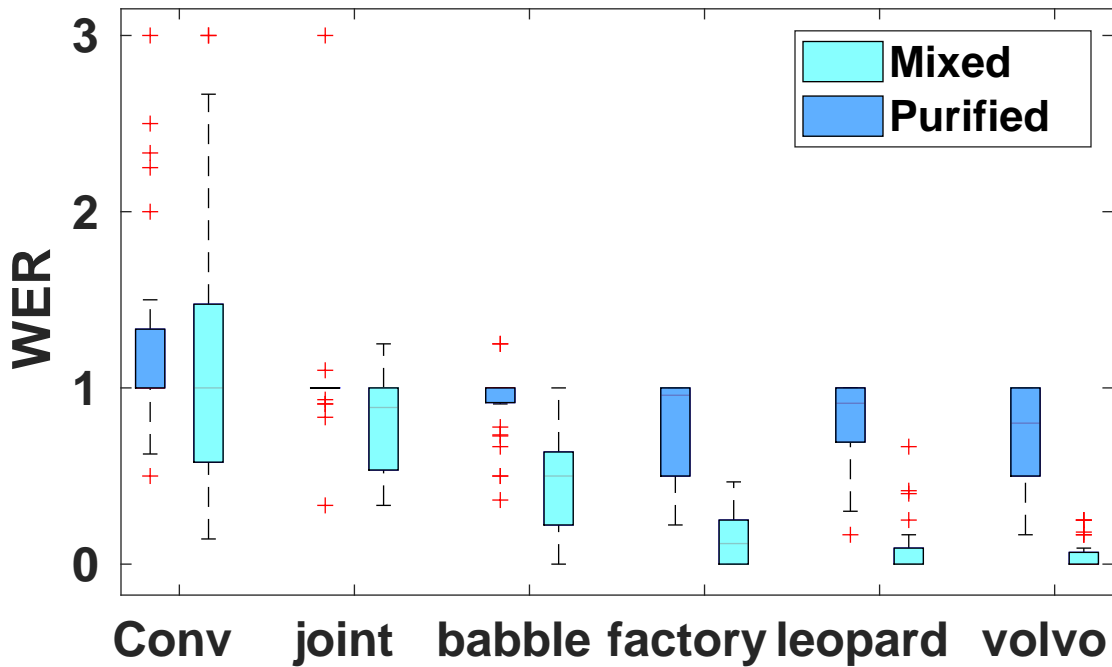 3
2
1
0
WER
Mixed
Purified
Conv joint babble factory leopard volvo